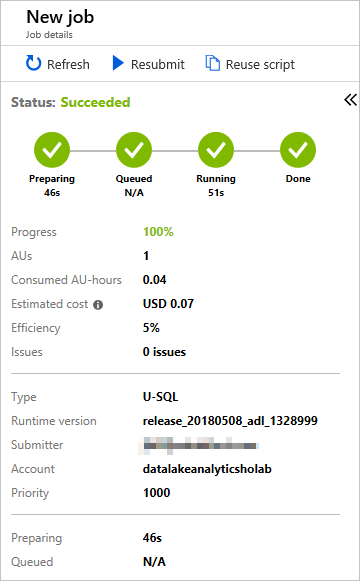 New job
Job details
Refresh Resubmit Reuse script
Status: Succeeded
Preparing Queued Running Done
46s N/A 51s
Progress 100%
AUs 1
Consumed AU-hours 0.04
Estimated cost USD 0.07
Efficiency 5%
Issues 0 issues
Type U-SQL
Runtime version release_20180508_adl_1328999
Submitter
Account datalakeanalyticsholab
Priority 1000
Preparing 46s
Queued N/A